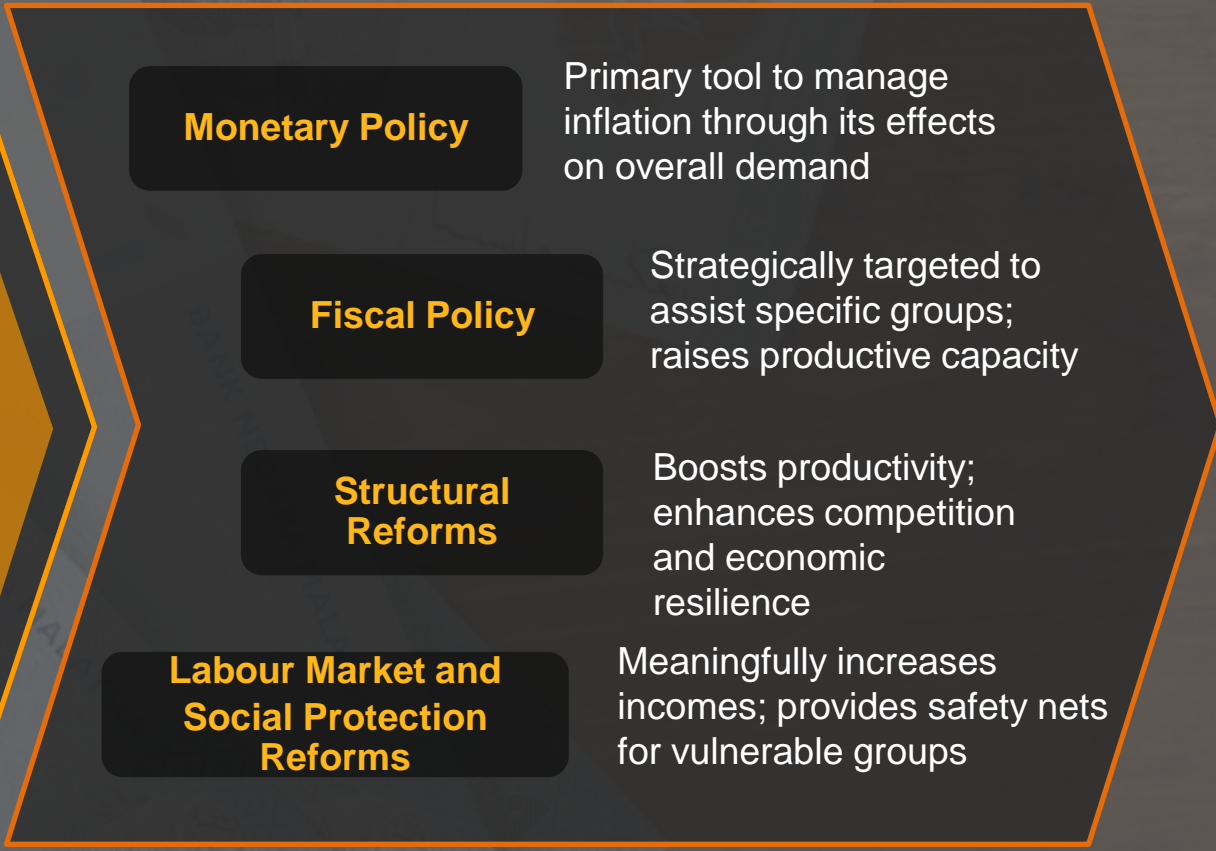 Monetary Policy
Primary tool to manage
inflation through its effects
on overall demand
Fiscal Policy
Strategically targeted to
assist specific groups;
raises productive capacity
Structural
Reforms
Boosts productivity;
enhances competition
and economic
resilience
Labour Market and
Social Protection
Reforms
Meaningfully increases
incomes; provides safety nets
for vulnerable groups